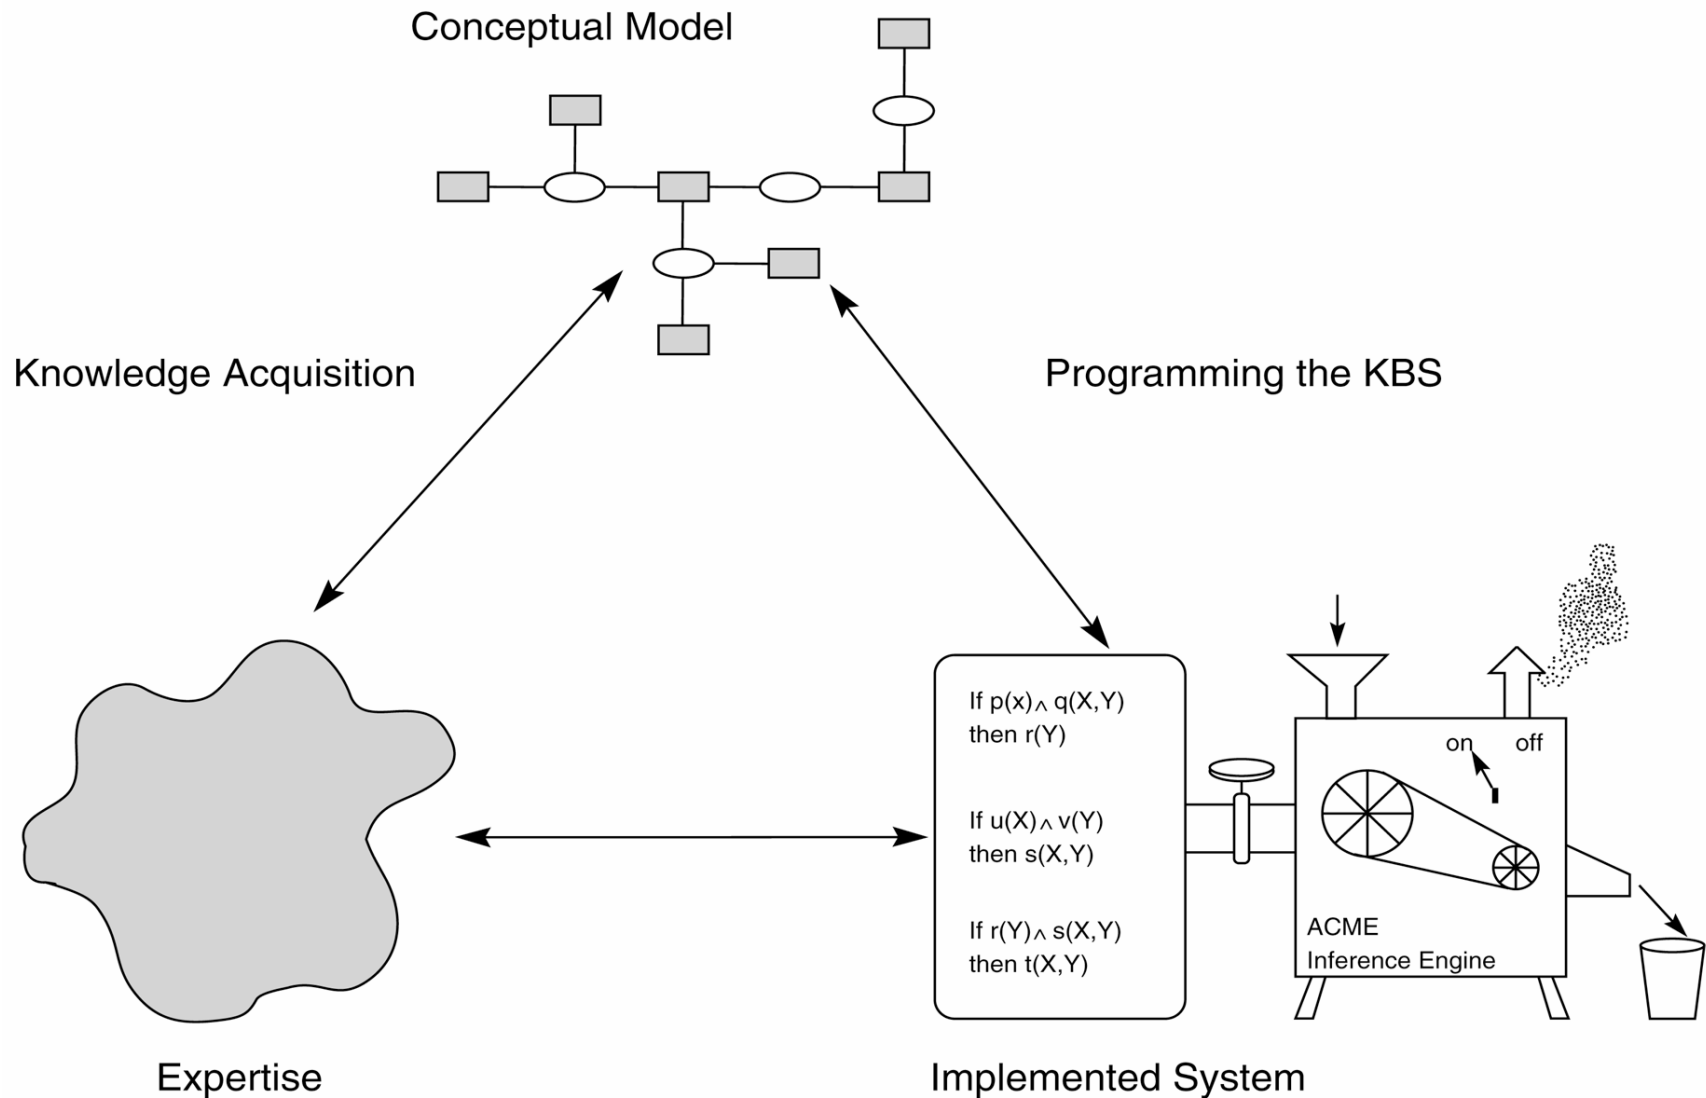 Conceptual Model
Knowledge Acquisition
Programming the KBS
If p(x)∧ q(X,Y)
then r(Y)
If u(X)∧ v(Y)
then s(X,Y)
If r(Y)∧ s(X,Y)
then t(X,Y)
on off
ACME
Inference Engine
Expertise
Implemented System